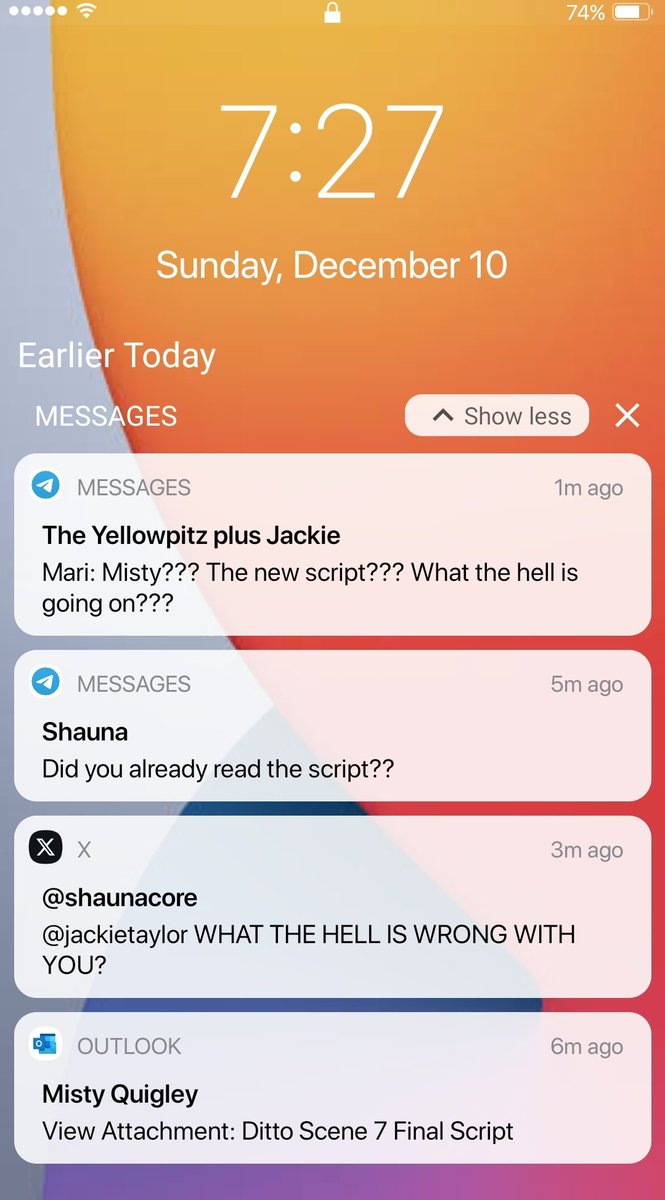 74%
7:27
Sunday, December 10
Earlier Today
MESSAGES Show less
MESSAGES 1m ago
The Yellowpitz plus Jackie
Mari: Misty??? The new script??? What the hell is
going on???
MESSAGES 5m ago
Shauna
Did you already read the script??
X 3m ago
@shaunacore
@jackietaylor WHAT THE HELL IS WRONG WITH
YOU?
OUTLOOK 6m ago
Misty Quigley
View Attachment: Ditto Scene 7 Final Script